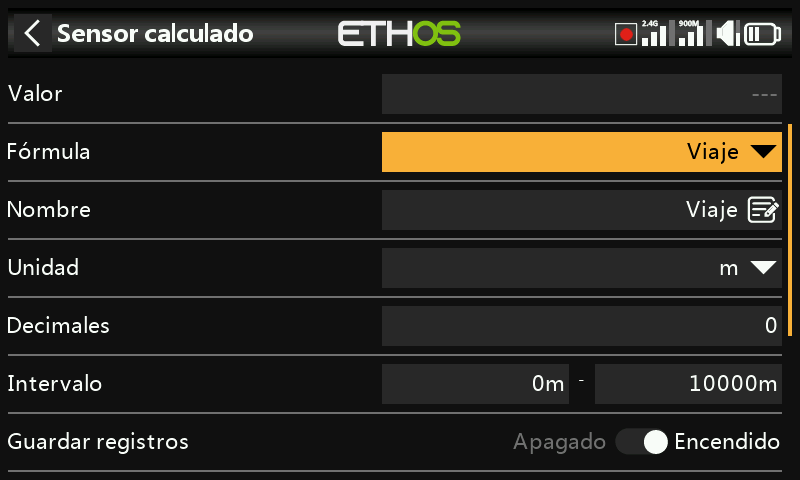 Sensor calculado
ETHOS
2.4G
900M
Valor
---
Fórmula
Viaje
Nombre
Viaje
Unidad
m
Decimales
0
Intervalo
0m - 10000m
Guardar registros
Apagado Encendido